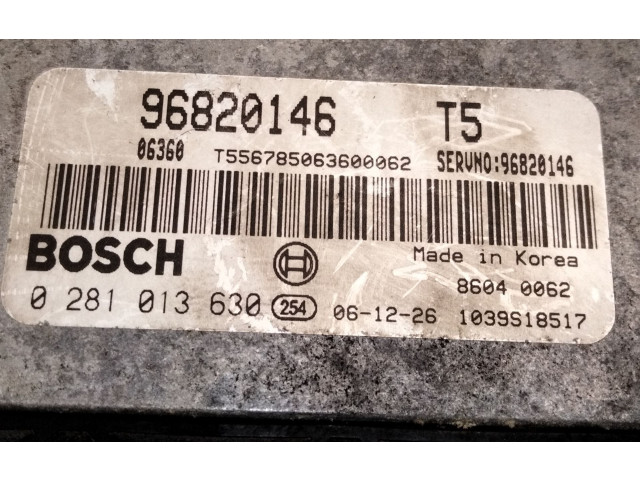 96820146 T5
06360 T556785063600062 SERVNO:96820146
BOSCH Made in Korea
8604 0062
0 281 013 630 254 06-12-26 1039S18517